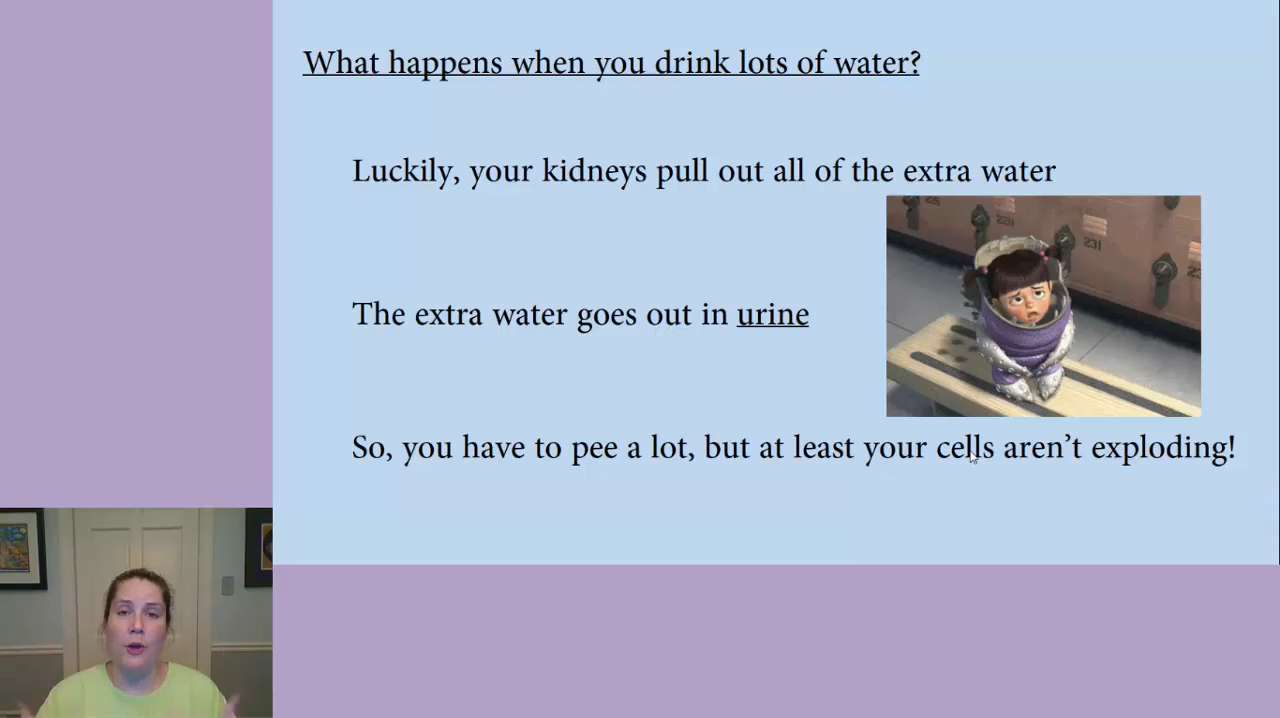 What happens when you drink lots of water?
Luckily, your kidneys pull out all of the extra water
231
The extra water goes out in urine
So, you have to pee a lot, but at least your cells aren’t exploding!